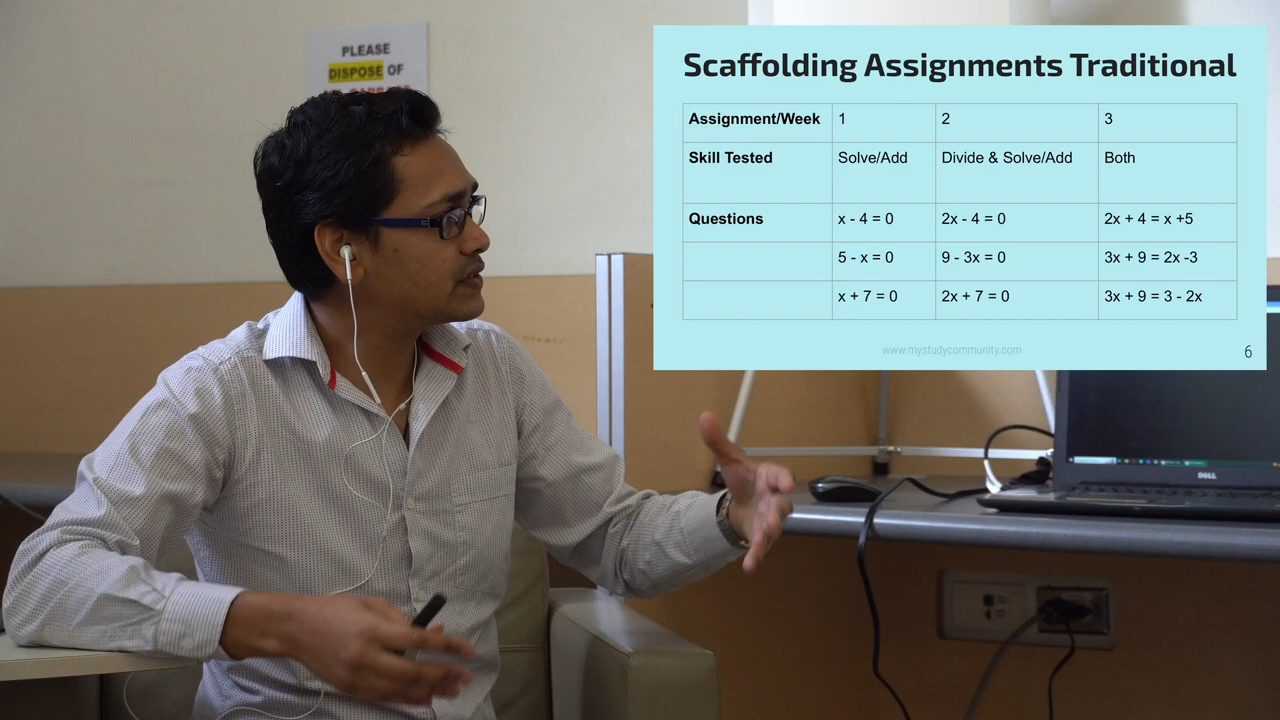 PLEASE
DISPOSE OF
Scaffolding Assignments Traditional
Assignment/Week 1 2 3
Skill Tested Solve/Add Divide & Solve/Add Both
Questions x - 4 = 0 2x - 4 = 0 2x + 4 = x +5
5 - x = 0 9 - 3x = 0 3x + 9 = 2x -3
x + 7 = 0 2x + 7 = 0 3x + 9 = 3 - 2x
www.mystudycommunity.com
6
DELL